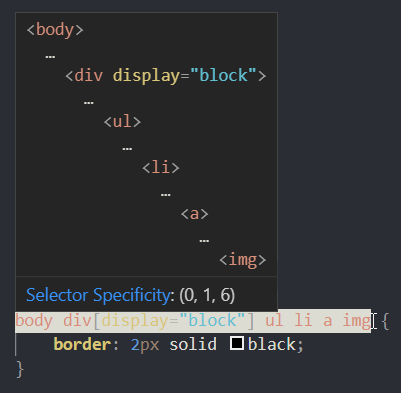 <body>
…
<div display="block">
…
<ul>
…
<li>
…
<a>
…
<img>
Selector Specificity: (0, 1, 6)
body div[display="block"] ul li a img {
border: 2px solid black;
}